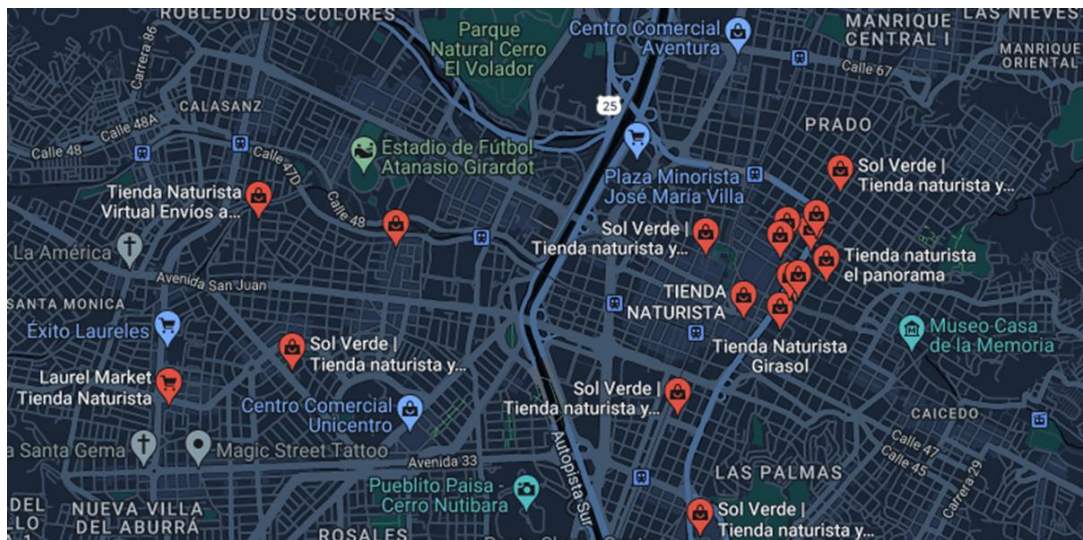 ROBLEDO LOS COLORES
Parque
Natural Cerro
El Volador
Centro Comercial
Aventura
MANRIQUE
CENTRAL I
LAS NIEVES
MANRIQUE
ORIENTAL
Carrera 86
Calle 67
25
CALASANZ
Calle 48A
Calle 48
Calle 47D
Estadio de Fútbol
Atanasio Girardot
PRADO
Plaza Minorista
José María Villa
Sol Verde |
Tienda naturista y...
Tienda Naturista
Virtual Envíos a...
Calle 48
Sol Verde |
Tienda naturista y...
La América
Tienda naturista
el panorama
Avenida San Juan
SANTA MONICA
TIENDA
NATURISTA
Éxito Laureles
Museo Casa
de la Memoria
Sol Verde |
Tienda naturista y...
Tienda Naturista
Girasol
Laurel Market
Tienda Naturista
Sol Verde |
Tienda naturista y...
Centro Comercial
Unicentro
CAICEDO
a Santa Gema
Magic Street Tattoo
Autopista Sur
Calle 47
Calle 45
Avenida 33
Carrera 29
LAS PALMAS
Pueblito Paisa -
Cerro Nutibara
DEL
LO
NUEVA VILLA
DEL ABURRÁ
Sol Verde |
Tienda naturista y...
ROSALES